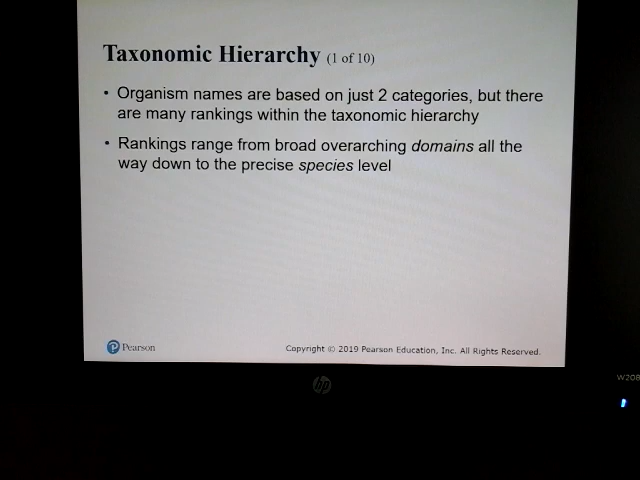 Taxonomic Hierarchy (1 of 10)
• Organism names are based on just 2 categories, but there
are many rankings within the taxonomic hierarchy
• Rankings range from broad overarching domains all the
way down to the precise species level
Pearson
Copyright © 2019 Pearson Education, Inc. All Rights Reserved.
hp
W208